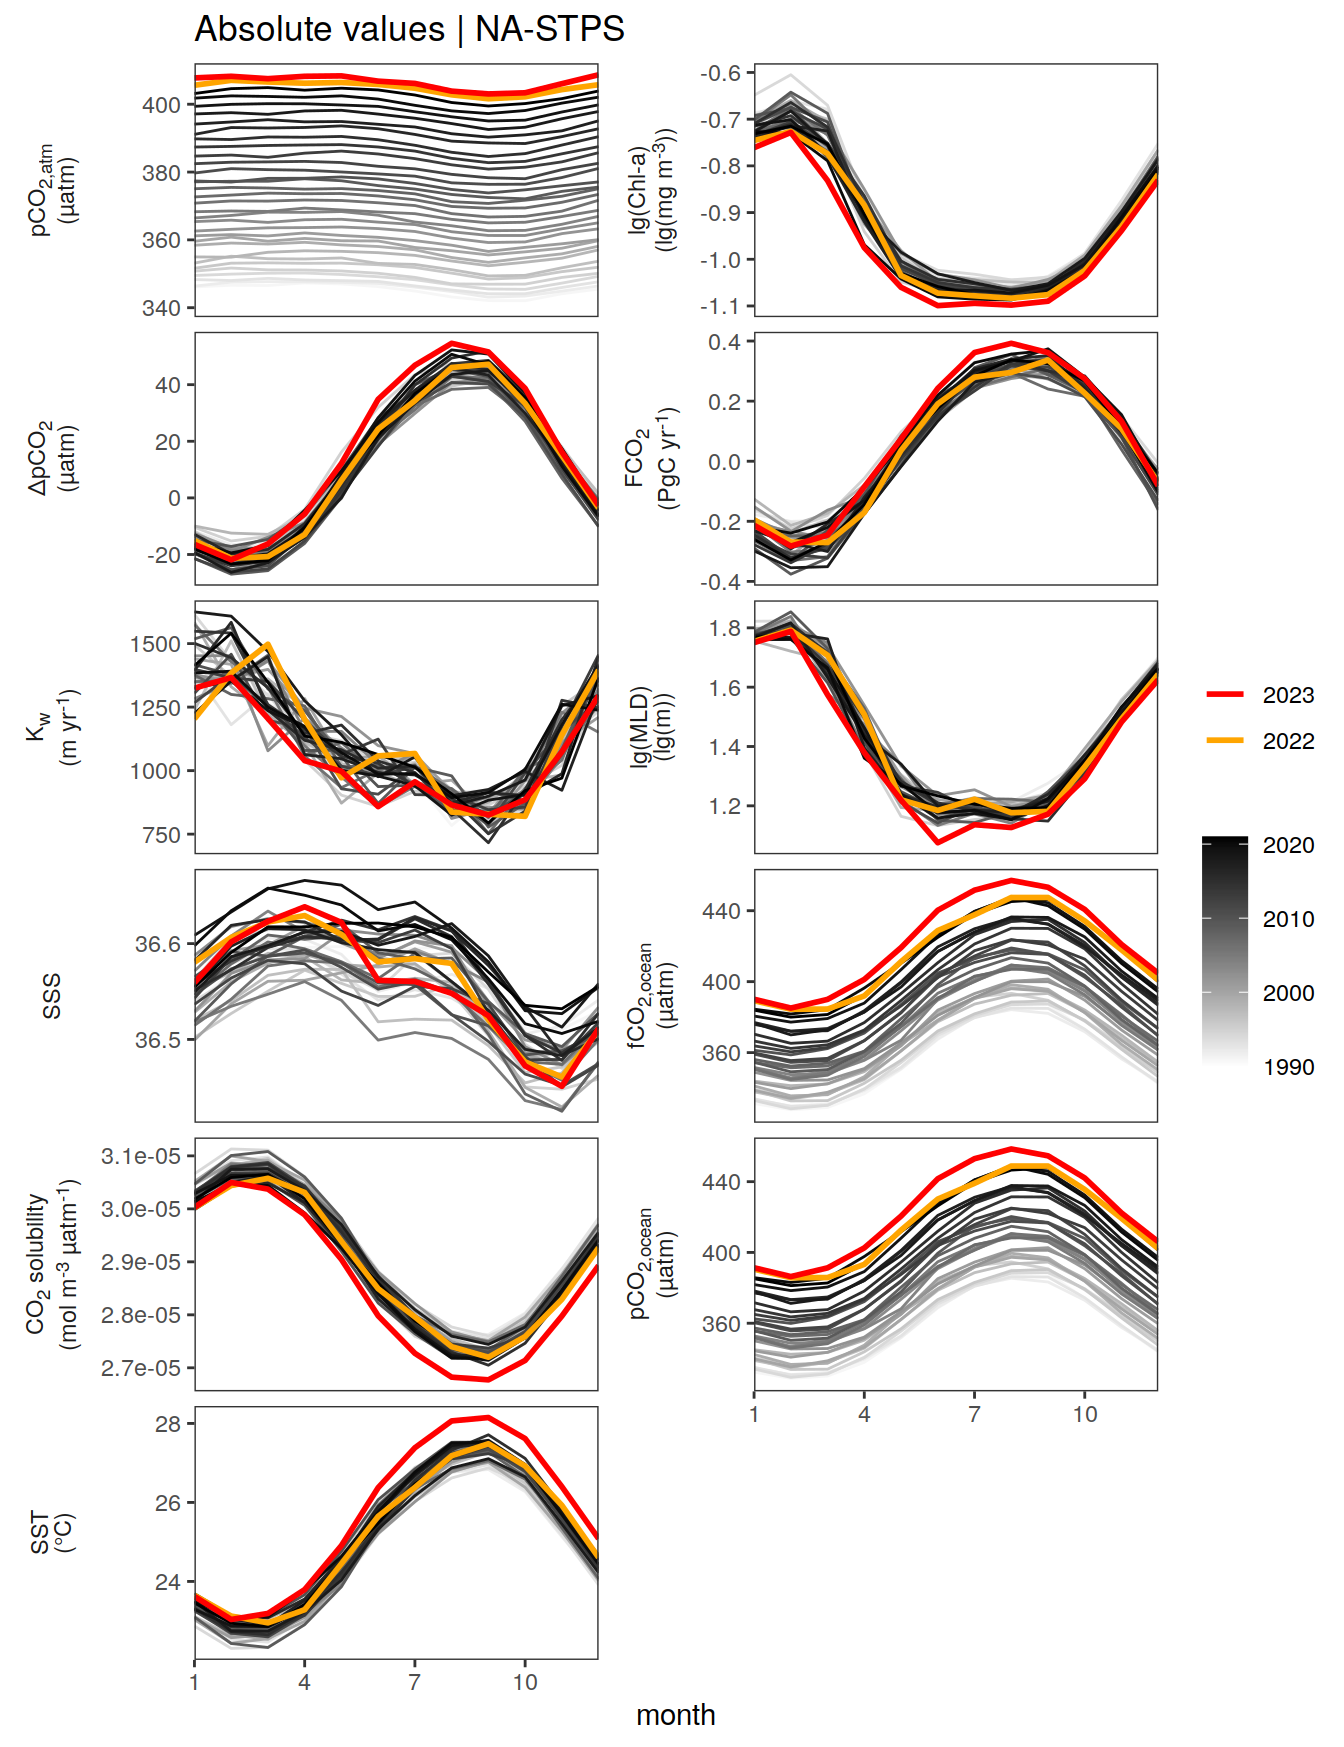 Absolute values | NA-STPS
pCO2,atm
(µatm)
400
380
360
340
lg(Chl-a)
(lg(mg m-3))
-0.6
-0.7
-0.8
-0.9
-1.0
-1.1
ΔpCO2
(µatm)
40
20
0
-20
FCO2
(PgC yr-1)
0.4
0.2
0.0
-0.2
-0.4
Kw
(m yr-1)
1500
1250
1000
750
lg(MLD)
(lg(m))
1.8
1.6
1.4
1.2
SSS
36.6
36.5
fCO2,ocean
(µatm)
440
400
360
CO2 solubility
(mol m-3 µatm-1)
3.1e-05
3.0e-05
2.9e-05
2.8e-05
2.7e-05
pCO2,ocean
(µatm)
440
400
360
1 4 7 10
SST
(°C)
28
26
24
1 4 7 10
month
2023
2022
2020
2010
2000
1990